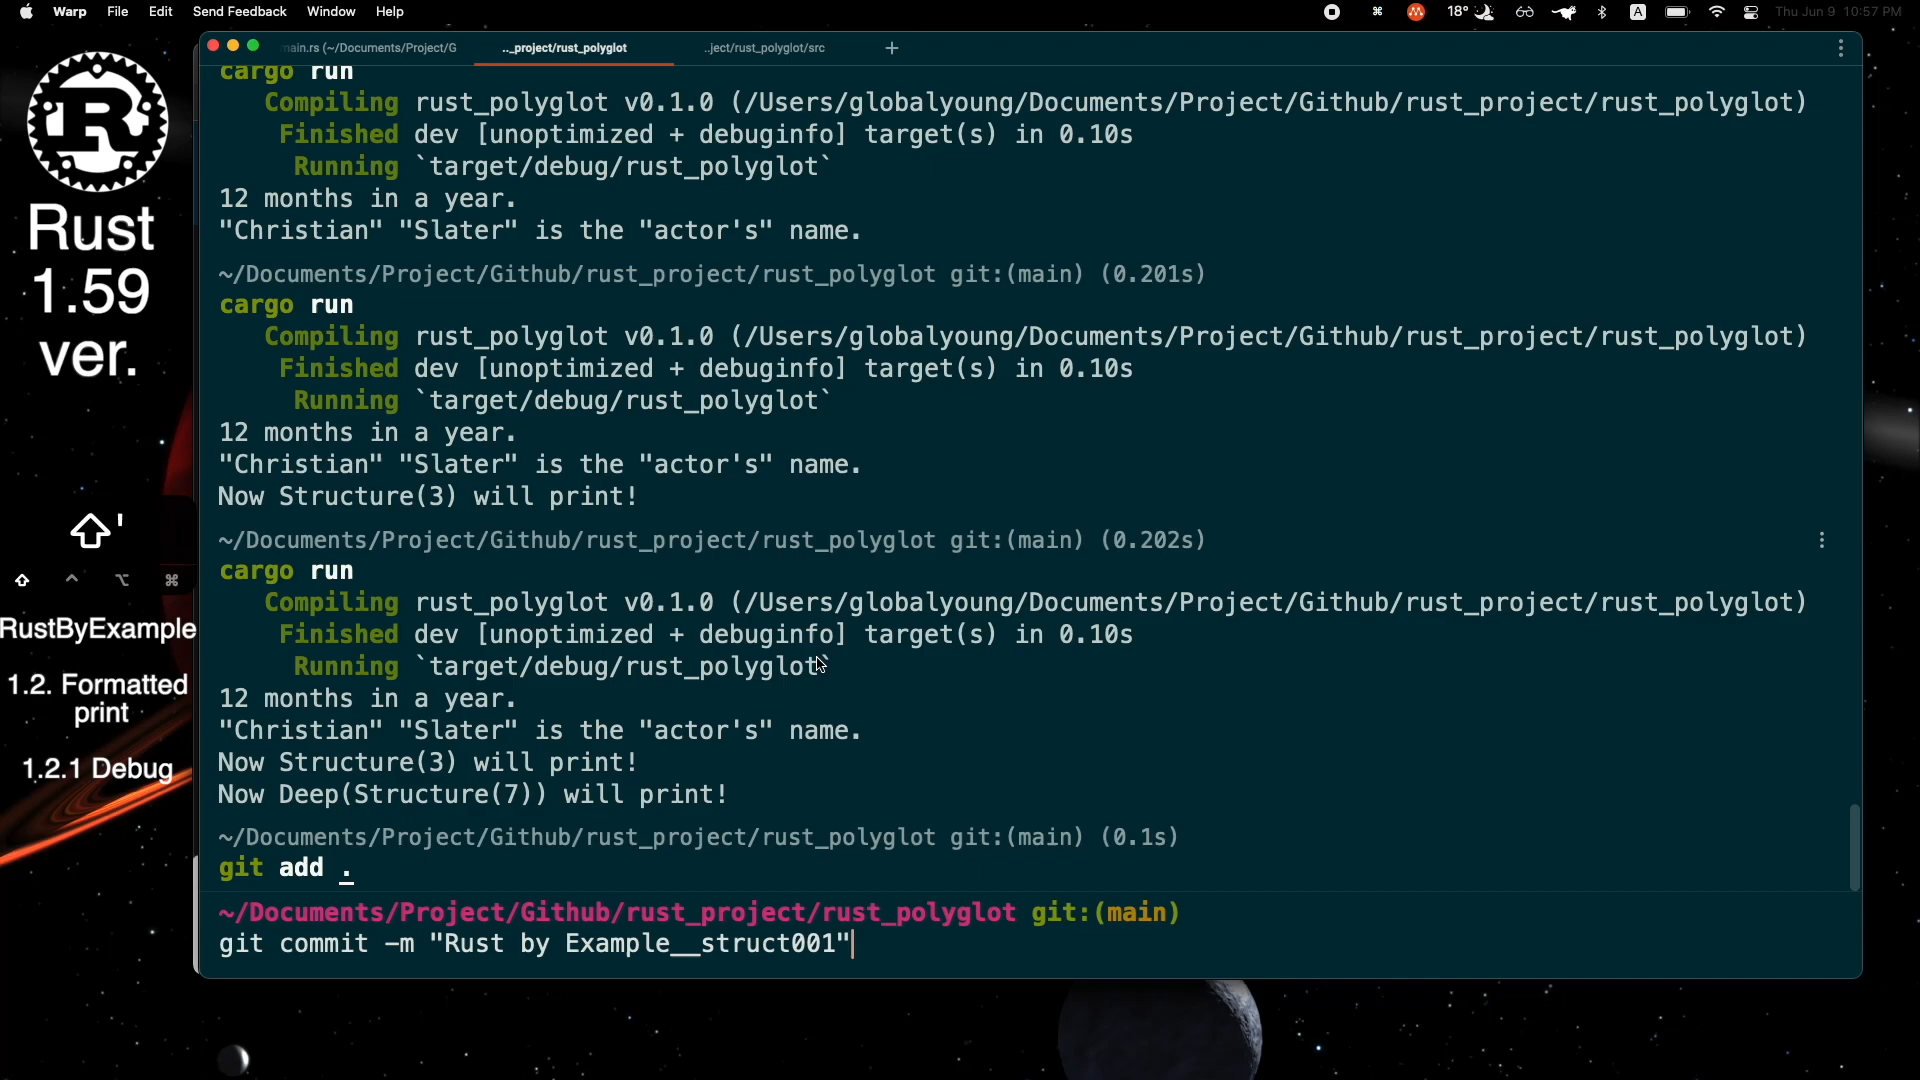 Warp File Edit Send Feedback Window Help 18° A Thu Jun 9 10:57 PM
main.rs (~/Documents/Project/G .._project/rust_polyglot ..ject/rust_polyglot/src +
cargo run
Compiling rust_polyglot v0.1.0 (/Users/globalyoung/Documents/Project/Github/rust_project/rust_polyglot)
Finished dev [unoptimized + debuginfo] target(s) in 0.10s
Running `target/debug/rust_polyglot`
12 months in a year.
"Christian" "Slater" is the "actor's" name.
~/Documents/Project/Github/rust_project/rust_polyglot git:(main) (0.201s)
cargo run
Compiling rust_polyglot v0.1.0 (/Users/globalyoung/Documents/Project/Github/rust_project/rust_polyglot)
Finished dev [unoptimized + debuginfo] target(s) in 0.10s
Running `target/debug/rust_polyglot`
12 months in a year.
"Christian" "Slater" is the "actor's" name.
Now Structure(3) will print!
~/Documents/Project/Github/rust_project/rust_polyglot git:(main) (0.202s)
cargo run
Compiling rust_polyglot v0.1.0 (/Users/globalyoung/Documents/Project/Github/rust_project/rust_polyglot)
Finished dev [unoptimized + debuginfo] target(s) in 0.10s
Running `target/debug/rust_polyglot`
12 months in a year.
"Christian" "Slater" is the "actor's" name.
Now Structure(3) will print!
Now Deep(Structure(7)) will print!
~/Documents/Project/Github/rust_project/rust_polyglot git:(main) (0.1s)
git add .
~/Documents/Project/Github/rust_project/rust_polyglot git:(main)
git commit -m "Rust by Example__struct001"
R
Rust
1.59
ver.
⇧ '
⇧ ⌃ ⌥ ⌘
RustByExample
1.2. Formatted
print
1.2.1 Debug